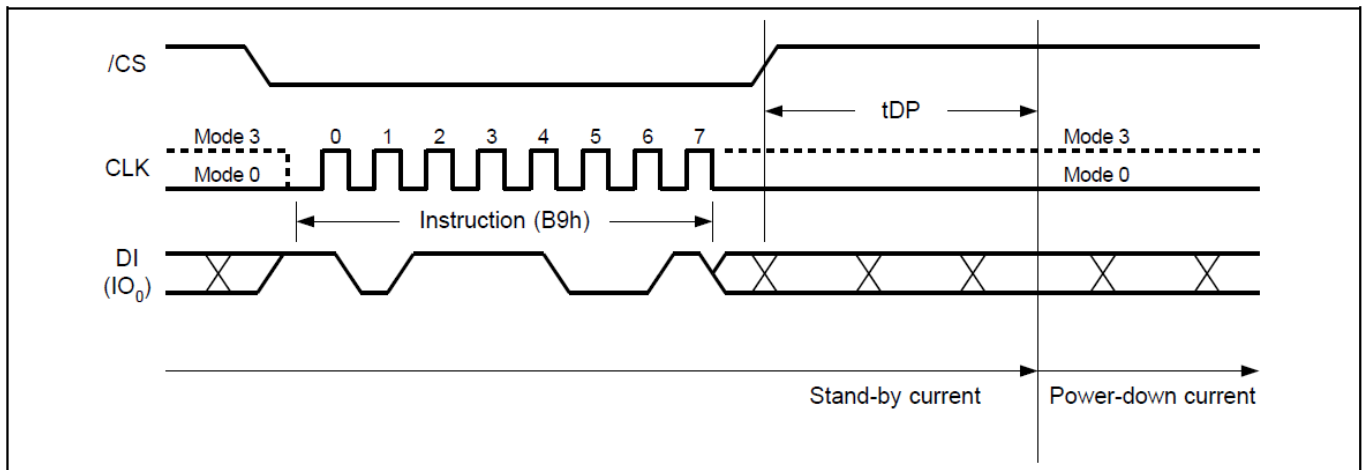 /CS
tDP
Mode 3 0 1 2 3 4 5 6 7 Mode 3
CLK
Mode 0 Mode 0
Instruction (B9h)
DI
(IO0)
Stand-by current Power-down current